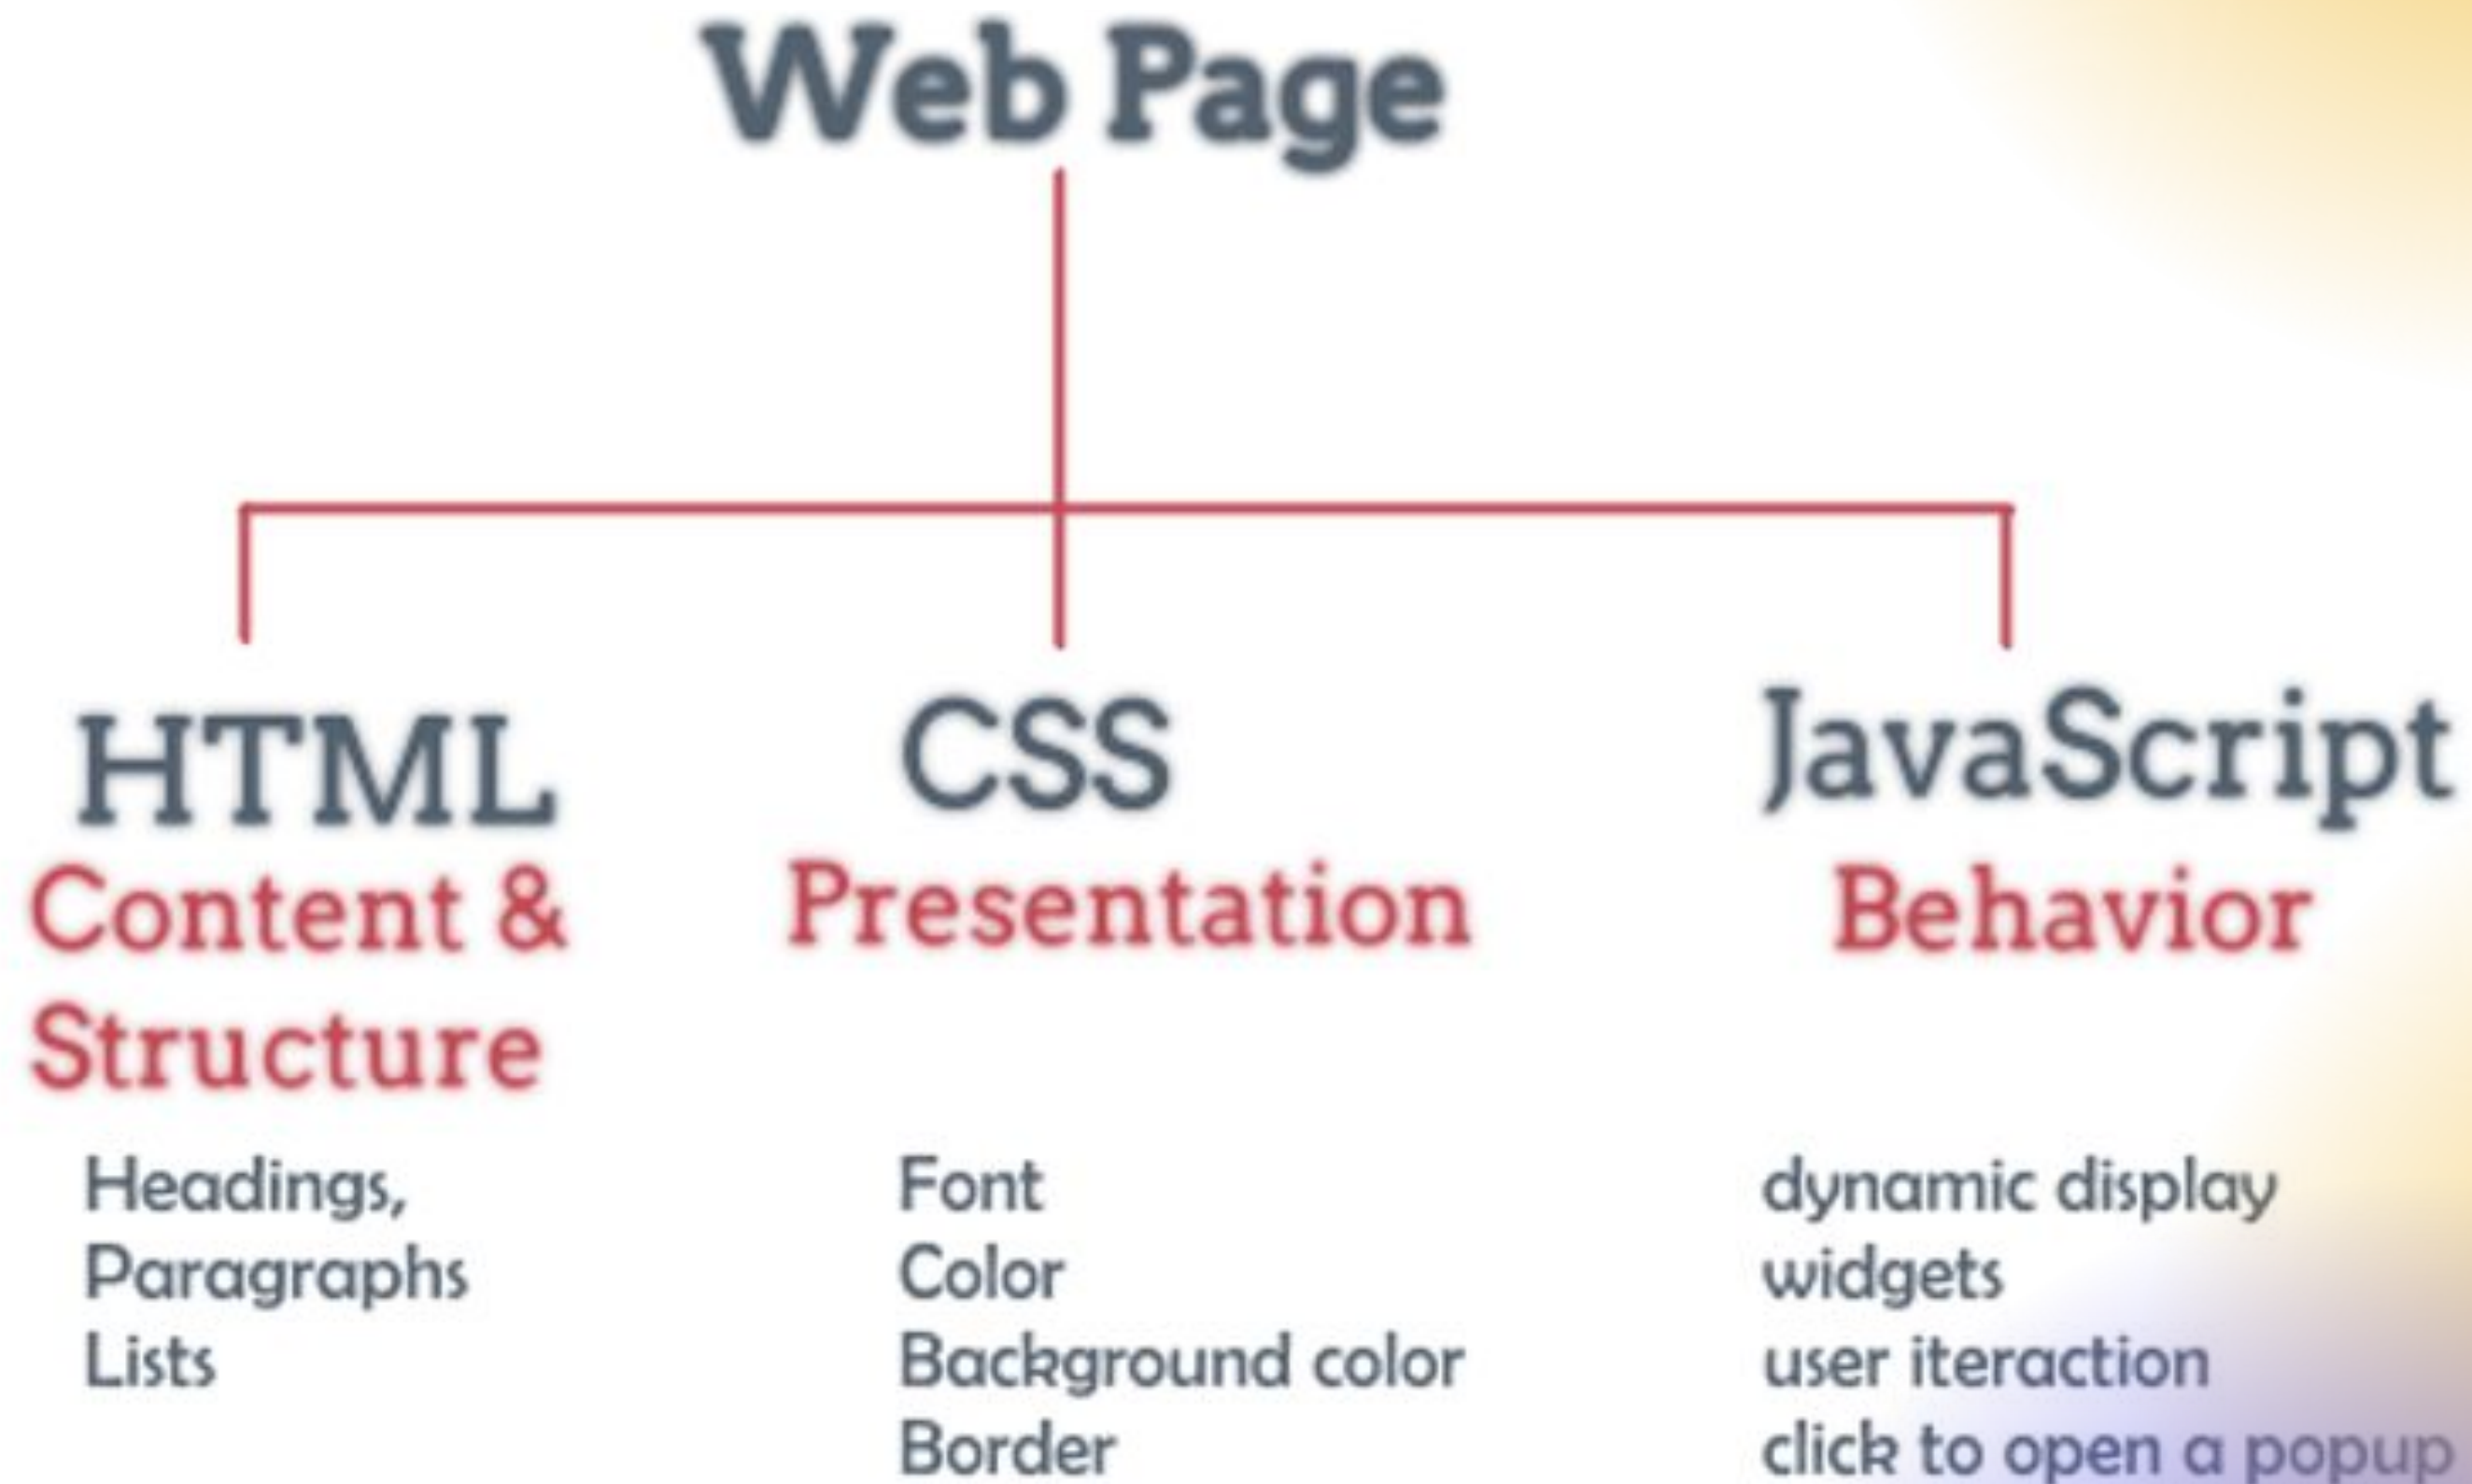 Web Page
HTML
Content &
Structure
Headings,
Paragraphs
Lists
CSS
Presentation
Font
Color
Background color
Border
JavaScript
Behavior
dynamic display
widgets
user iteraction
click to open a popup